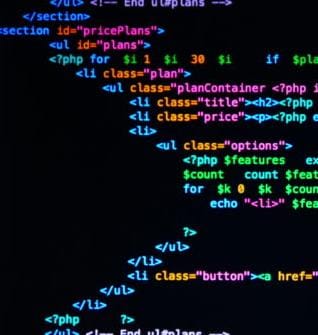 </ul> <!-- End ul#plans -->
</section>
<section id="pricePlans">
<ul id="plans">
<?php for $i 1 $i 30 $i if $pla
<li class="plan">
<ul class="planContainer <?php i
<li class="title"><h2><?php
<li class="price"><p><?php e
<li>
<ul class="options">
<?php $features ex
$count count $feat
for $k 0 $k $coun
echo "<li>" $fea
?>
</ul>
</li>
<li class="button"><a href="
</ul>
</li>
<?php ?>
</ul> <!-- End ul#plans -->